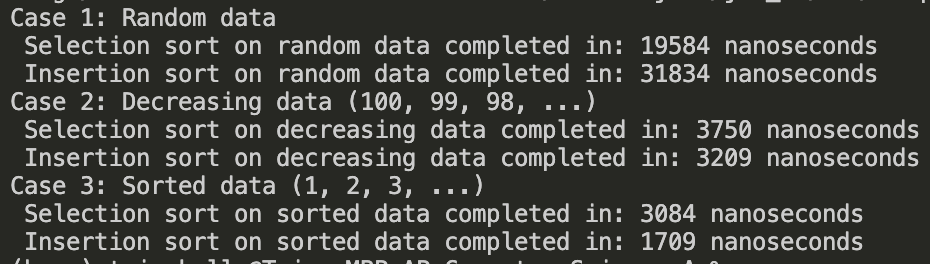 Case 1: Random data
Selection sort on random data completed in: 19584 nanoseconds
Insertion sort on random data completed in: 31834 nanoseconds
Case 2: Decreasing data (100, 99, 98, ...)
Selection sort on decreasing data completed in: 3750 nanoseconds
Insertion sort on decreasing data completed in: 3209 nanoseconds
Case 3: Sorted data (1, 2, 3, ...)
Selection sort on sorted data completed in: 3084 nanoseconds
Insertion sort on sorted data completed in: 1709 nanoseconds